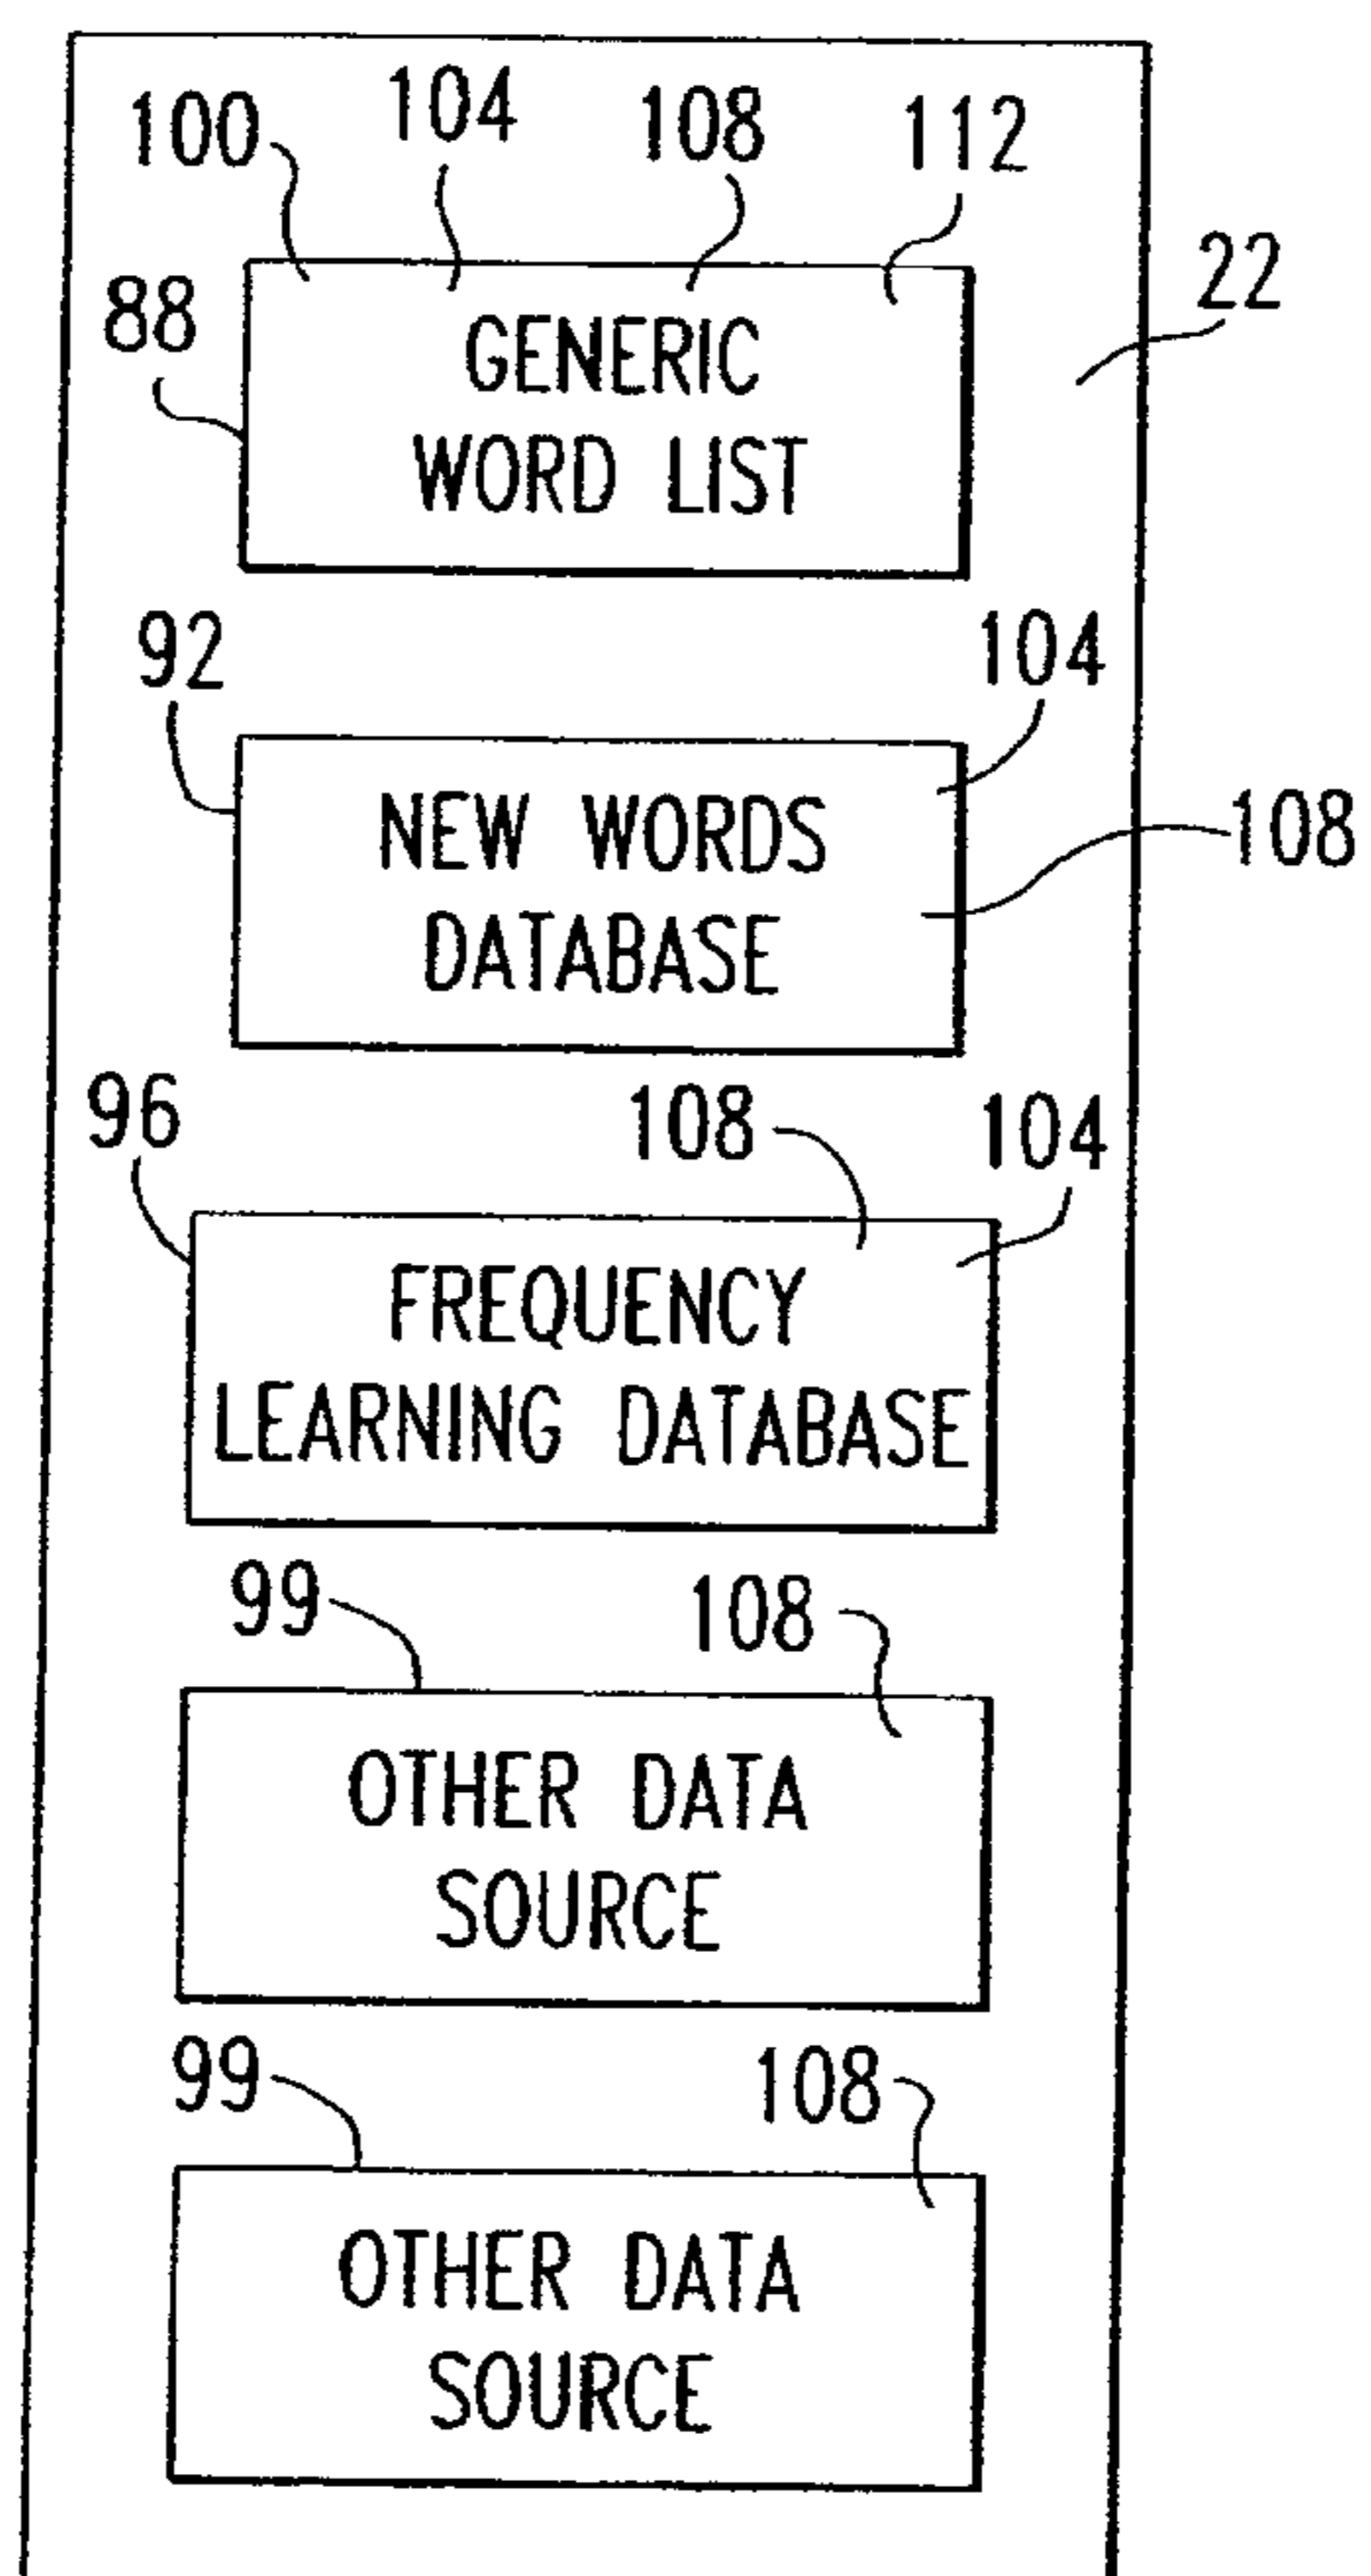 100 104 108 112
88
22
GENERIC
WORD LIST
92
104
NEW WORDS
DATABASE
108
96
108
104
FREQUENCY
LEARNING DATABASE
99
108
OTHER DATA
SOURCE
99
108
OTHER DATA
SOURCE